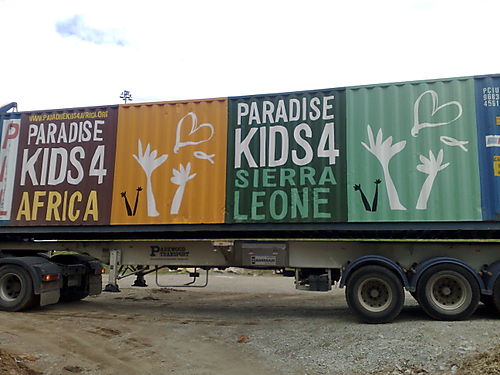 WWW.PARADISEKIDS4AFRICA.ORG
PARADISE
KIDS 4
AFRICA
PARADISE
KIDS 4
SIERRA
LEONE
PARKWOOD TRANSPORT